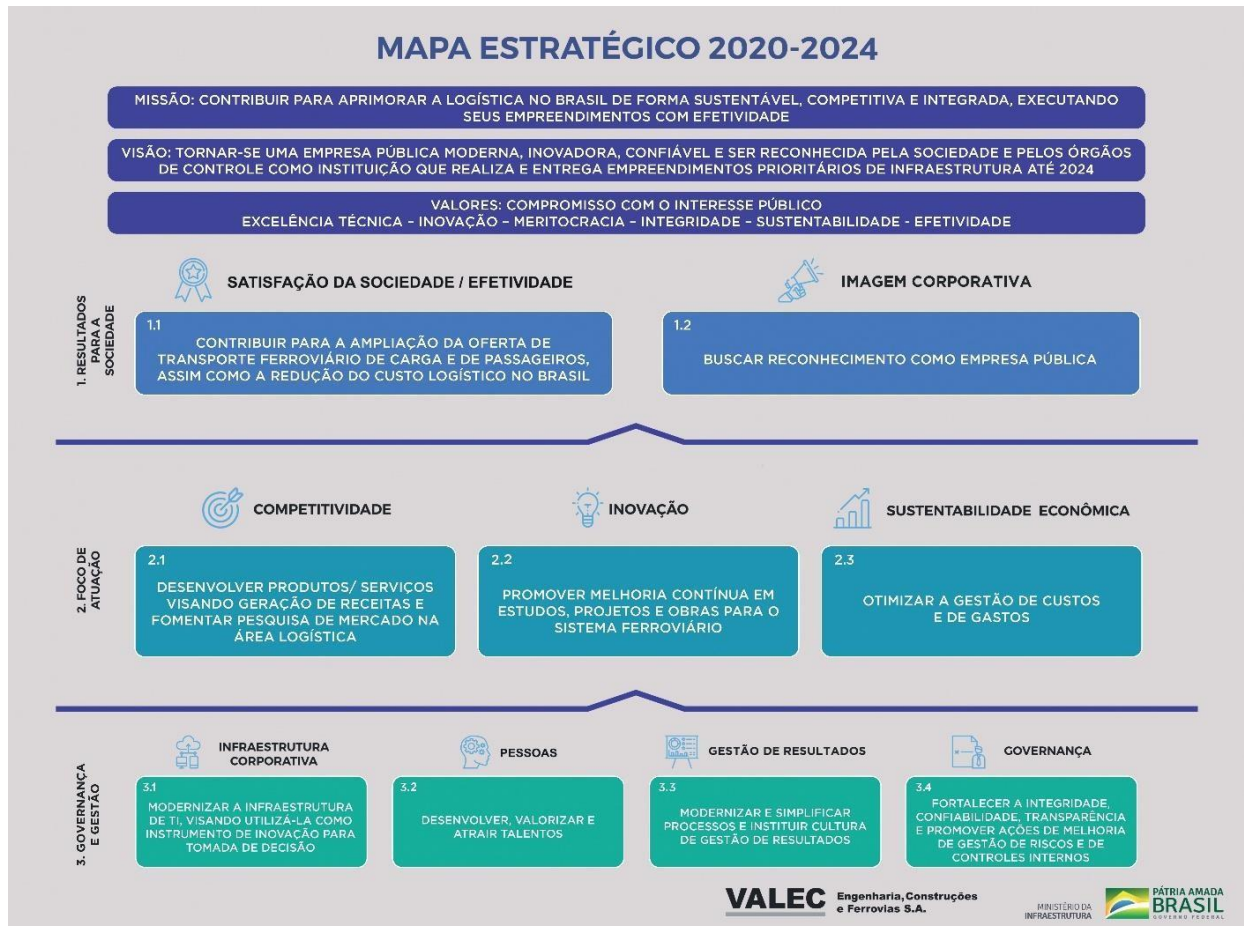 MAPA ESTRATÉGICO 2020-2024
MISSÃO: CONTRIBUIR PARA APRIMORAR A LOGÍSTICA NO BRASIL DE FORMA SUSTENTÁVEL, COMPETITIVA E INTEGRADA, EXECUTANDO
SEUS EMPREENDIMENTOS COM EFETIVIDADE
VISÃO: TORNAR-SE UMA EMPRESA PÚBLICA MODERNA, INOVADORA, CONFIÁVEL E SER RECONHECIDA PELA SOCIEDADE E PELOS ÓRGÃOS
DE CONTROLE COMO INSTITUIÇÃO QUE REALIZA E ENTREGA EMPREENDIMENTOS PRIORITÁRIOS DE INFRAESTRUTURA ATÉ 2024
VALORES: COMPROMISSO COM O INTERESSE PÚBLICO
EXCELÊNCIA TÉCNICA – INOVAÇÃO – MERITOCRACIA – INTEGRIDADE – SUSTENTABILIDADE - EFETIVIDADE
1. RESULTADOS
PARA A
SOCIEDADE
SATISFAÇÃO DA SOCIEDADE / EFETIVIDADE
1.1
CONTRIBUIR PARA A AMPLIAÇÃO DA OFERTA DE
TRANSPORTE FERROVIÁRIO DE CARGA E DE PASSAGEIROS,
ASSIM COMO A REDUÇÃO DO CUSTO LOGÍSTICO NO BRASIL
IMAGEM CORPORATIVA
1.2
BUSCAR RECONHECIMENTO COMO EMPRESA PÚBLICA
2. FOCO DE
ATUAÇÃO
COMPETITIVIDADE
2.1
DESENVOLVER PRODUTOS/ SERVIÇOS
VISANDO GERAÇÃO DE RECEITAS E
FOMENTAR PESQUISA DE MERCADO NA
ÁREA LOGÍSTICA
INOVAÇÃO
2.2
PROMOVER MELHORIA CONTÍNUA EM
ESTUDOS, PROJETOS E OBRAS PARA O
SISTEMA FERROVIÁRIO
SUSTENTABILIDADE ECONÔMICA
2.3
OTIMIZAR A GESTÃO DE CUSTOS
E DE GASTOS
3. GOVERNANÇA
E GESTÃO
INFRAESTRUTURA
CORPORATIVA
3.1
MODERNIZAR A INFRAESTRUTURA
DE TI, VISANDO UTILIZÁ-LA COMO
INSTRUMENTO DE INOVAÇÃO PARA
TOMADA DE DECISÃO
PESSOAS
3.2
DESENVOLVER, VALORIZAR E
ATRAIR TALENTOS
GESTÃO DE RESULTADOS
3.3
MODERNIZAR E SIMPLIFICAR
PROCESSOS E INSTITUIR CULTURA
DE GESTÃO DE RESULTADOS
GOVERNANÇA
3.4
FORTALECER A INTEGRIDADE,
CONFIABILIDADE, TRANSPARÊNCIA
E PROMOVER AÇÕES DE MELHORIA
DE GESTÃO DE RISCOS E DE
CONTROLES INTERNOS
VALEC
Engenharia, Construções
e Ferrovias S.A.
MINISTÉRIO DA
INFRAESTRUTURA
PÁTRIA AMADA
BRASIL
GOVERNO FEDERAL